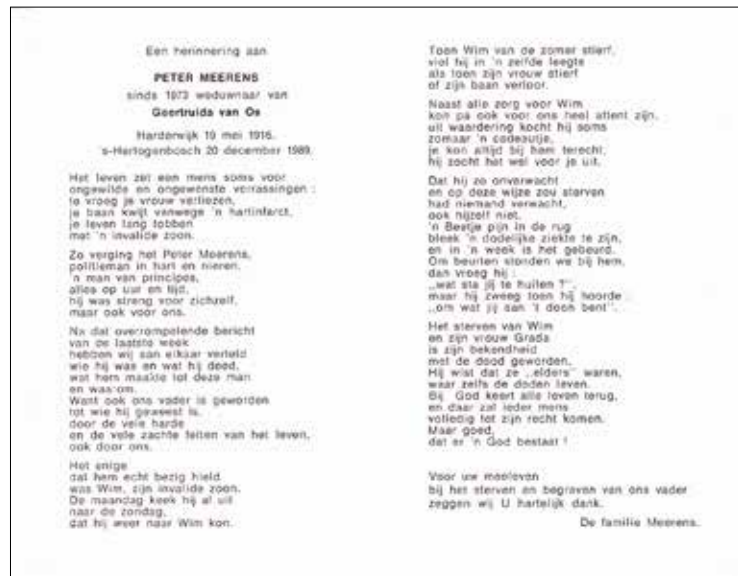 Een herinnering aan
PETER MEERENS
sinds 1973 weduwnaar van
Geertruida van Os
Harderwijk 19 mei 1916.
's-Hertogenbosch 20 december 1989.
Het leven zet een mens soms voor
ongewilde en ongewenste verrassingen :
te vroeg je vrouw verliezen,
je baan kwijt vanwege 'n hartinfarct,
je leven lang tobben
met 'n invalide zoon.
Zo verging het Peter Meerens,
politieman in hart en nieren,
'n man van principes,
alles op uur en tijd,
hij was streng voor zichzelf,
maar ook voor ons.
Na dat overrompelende bericht
van de laatste week
hebben wij aan elkaar verteld
wie hij was en wat hij deed,
wat hem maakte tot deze man
en waarom.
Want ook ons vader is geworden
tot wie hij geweest is,
door de vele harde
en de vele zachte feiten van het leven,
ook door ons.
Het enige
dat hem echt bezig hield
was Wim, zijn invalide zoon.
De maandag keek hij al uit
naar de zondag,
dat hij weer naar Wim kon.
Toen Wim van de zomer stierf,
viel hij in 'n zelfde leegte
als toen zijn vrouw stierf
of zijn baan verloor.
Naast alle zorg voor Wim
kon pa ook voor ons heel attent zijn,
uit waardering kocht hij soms
zomaar 'n cadeautje,
je kon altijd bij hem terecht,
hij zocht het wel voor je uit.
Dat hij zo onverwacht
en op deze wijze zou sterven
had niemand verwacht,
ook hijzelf niet.
'n Beetje pijn in de rug
bleek 'n dodelijke ziekte te zijn,
en in 'n week is het gebeurd.
Om beurten stonden we bij hem,
dan vroeg hij :
„wat sta jij te huilen ?",
maar hij zweeg toen hij hoorde :
„om wat jij aan 't doen bent".
Het sterven van Wim
en zijn vrouw Grada
is zijn bekendheid
met de dood geworden.
Hij wist dat ze „elders" waren,
waar zelfs de doden leven.
Bij God keert alle leven terug,
en daar zal ieder mens
volledig tot zijn recht komen.
Maar goed,
dat er 'n God bestaat !
Voor uw meeleven
bij het sterven en begraven van ons vader
zeggen wij U hartelijk dank.
De familie Meerens.